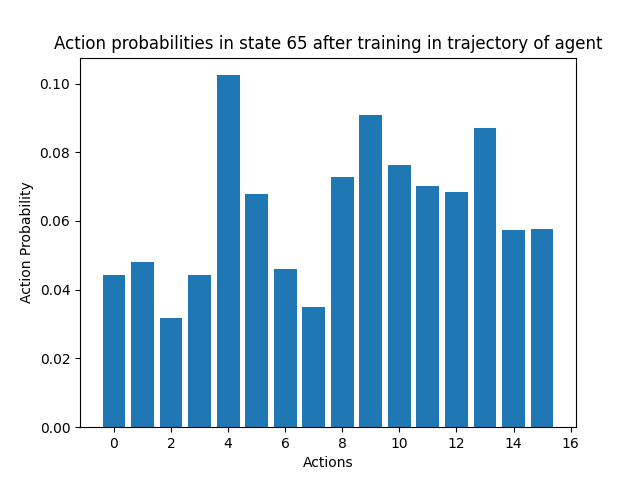 Action probabilities in state 65 after training in trajectory of agent
Action Probability
0.10
0.08
0.06
0.04
0.02
0.00
0 2 4 6 8 10 12 14 16
Actions